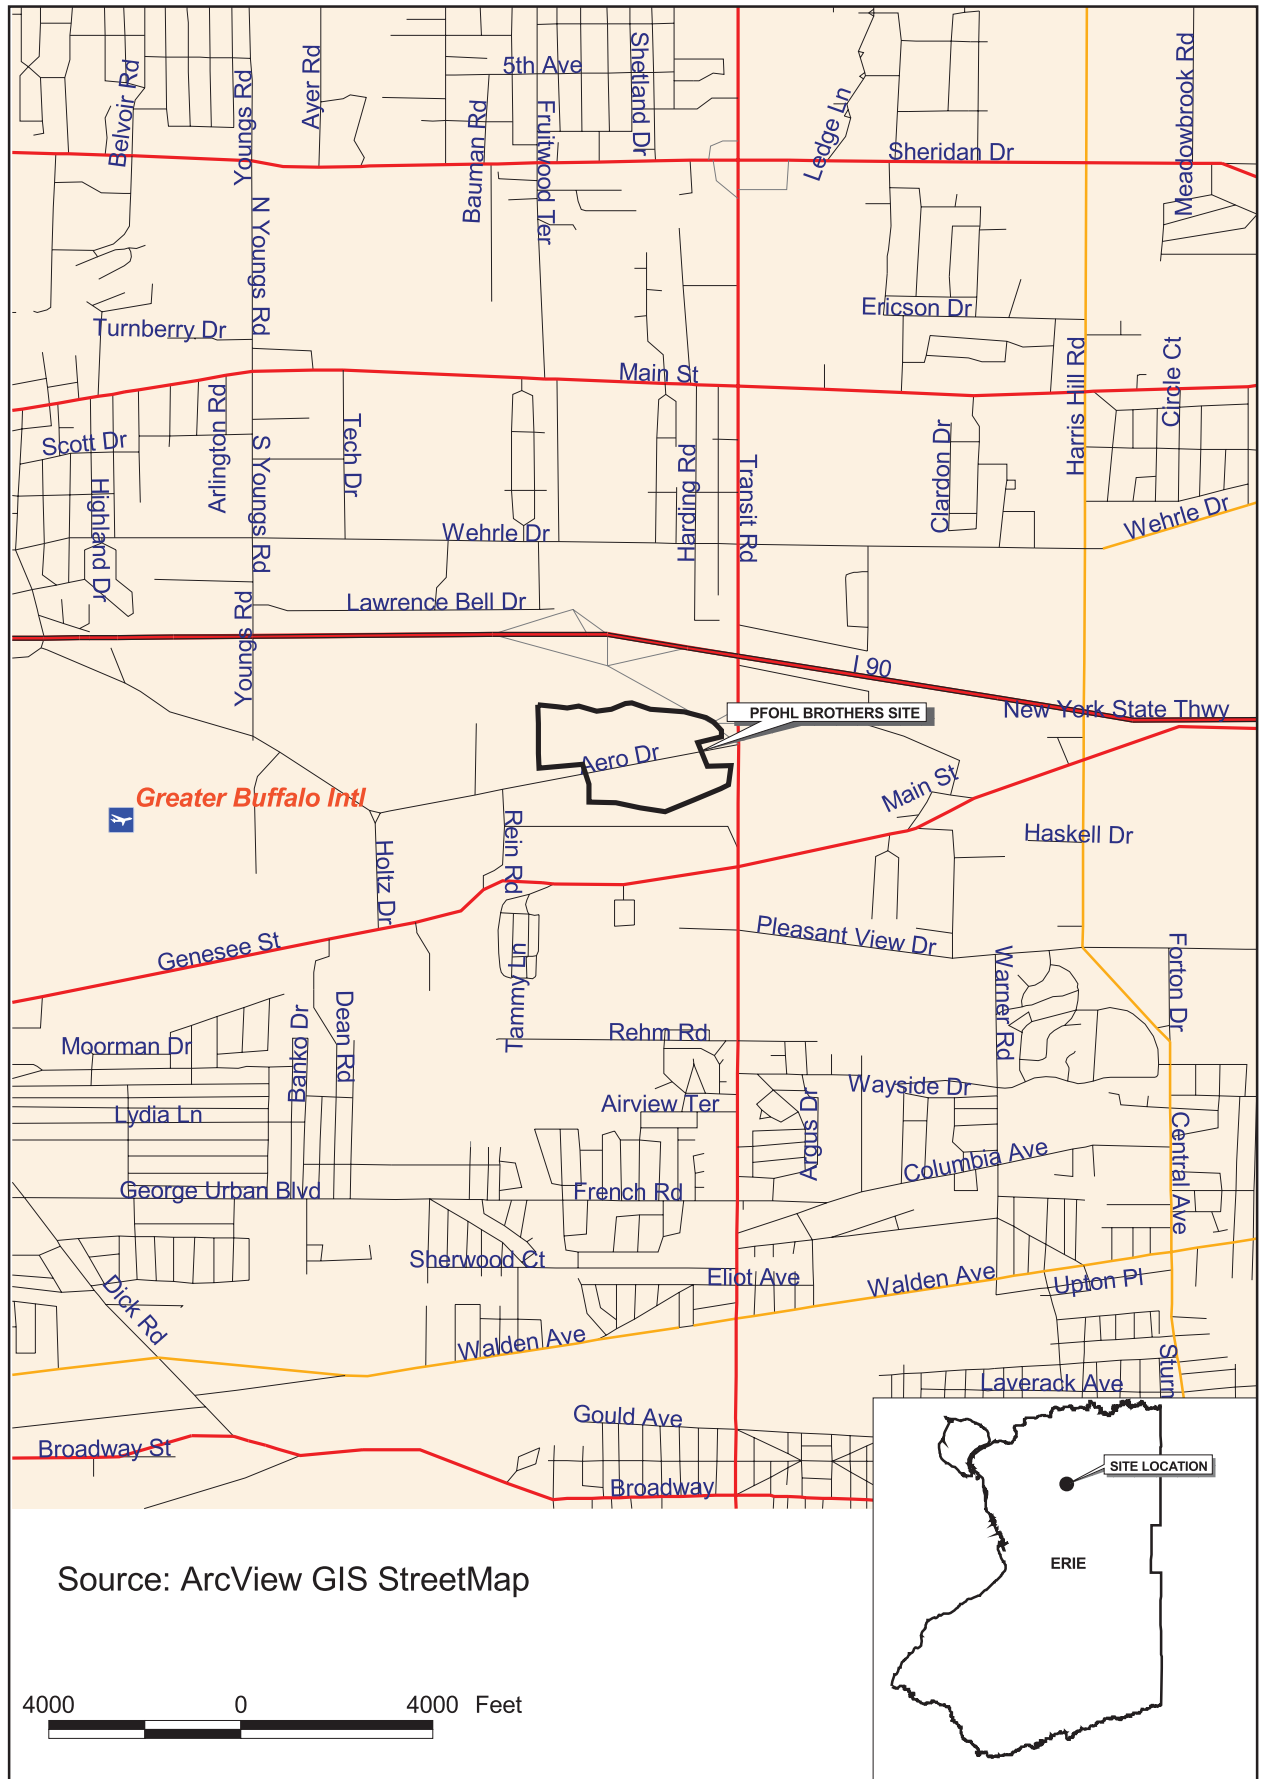 5th Ave
Shetland Dr
Belvoir Rd
Youngs Rd
Ayer Rd
Bauman Rd
Fruitwood Ter
Ledge Ln
Sheridan Dr
Meadowbrook Rd
N Youngs Rd
Turnberry Dr
Ericson Dr
Main St
Harris Hill Rd
Circle Ct
Scott Dr
Arlington Rd
S Youngs Rd
Tech Dr
Harding Rd
Transit Rd
Clardon Dr
Highland Dr
Wehrle Dr
Wehrle Dr
Lawrence Bell Dr
Youngs Rd
I 90
New York State Thwy
PFOHL BROTHERS SITE
Aero Dr
Greater Buffalo Intl
Main St
Rein Rd
Holtz Dr
Haskell Dr
Genesee St
Pleasant View Dr
Tammy Ln
Warner Rd
Forton Dr
Moorman Dr
Banko Dr
Dean Rd
Rehm Rd
Lydia Ln
Airview Ter
Argus Dr
Wayside Dr
Columbia Ave
Central Ave
George Urban Blvd
French Rd
Sherwood Ct
Eliot Ave
Walden Ave
Upton Pl
Dick Rd
Walden Ave
Sturm
Laverack Ave
Gould Ave
Broadway St
Broadway
SITE LOCATION
ERIE
Source: ArcView GIS StreetMap
4000 0 4000 Feet